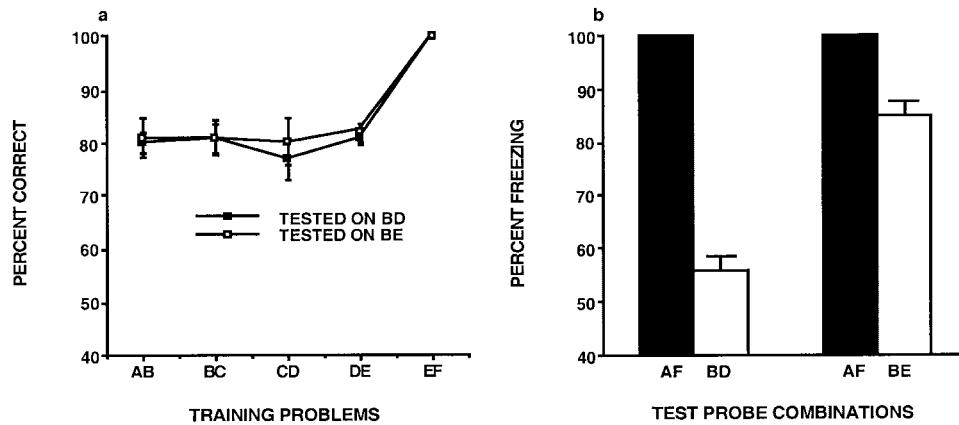 a
PERCENT CORRECT
100
90
80
70
60
50
40
TESTED ON BD
TESTED ON BE
AB BC CD DE EF
TRAINING PROBLEMS
b
PERCENT FREEZING
100
90
80
70
60
50
40
AF BD AF BE
TEST PROBE COMBINATIONS